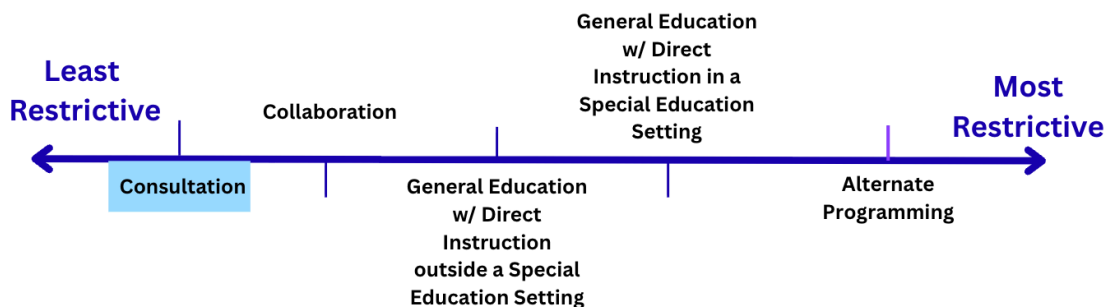 Least
Restrictive
Consultation
Collaboration
General Education
w/ Direct
Instruction
outside a Special
Education Setting
General Education
w/ Direct
Instruction in a
Special Education
Setting
Alternate
Programming
Most
Restrictive